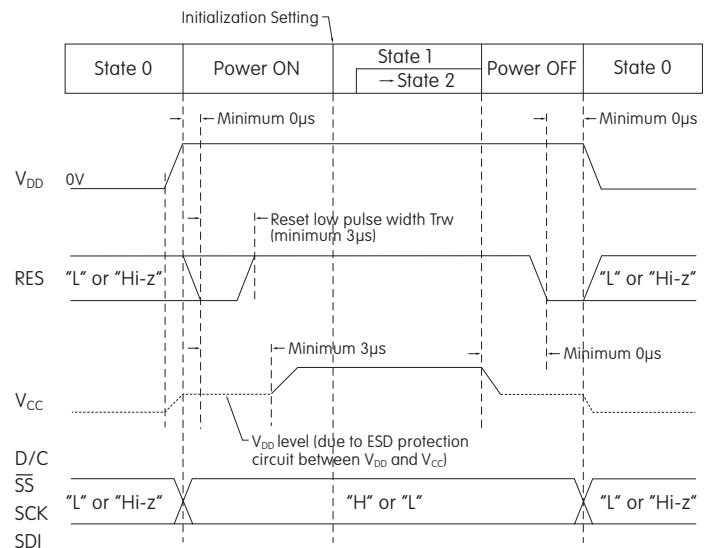 Initialization Setting
State 0
Power ON
State 1
→ State 2
Power OFF
State 0
Minimum 0µs
Minimum 0µs
VDD
0V
Reset low pulse width Trw
(minimum 3µs)
RES
"L" or "Hi-z"
"L" or "Hi-z"
Minimum 3µs
Minimum 0µs
VCC
VDD level (due to ESD protection
circuit between VDD and VCC)
D/C
S̅S̅
SCK
SDI
"L" or "Hi-z"
"H" or "L"
"L" or "Hi-z"